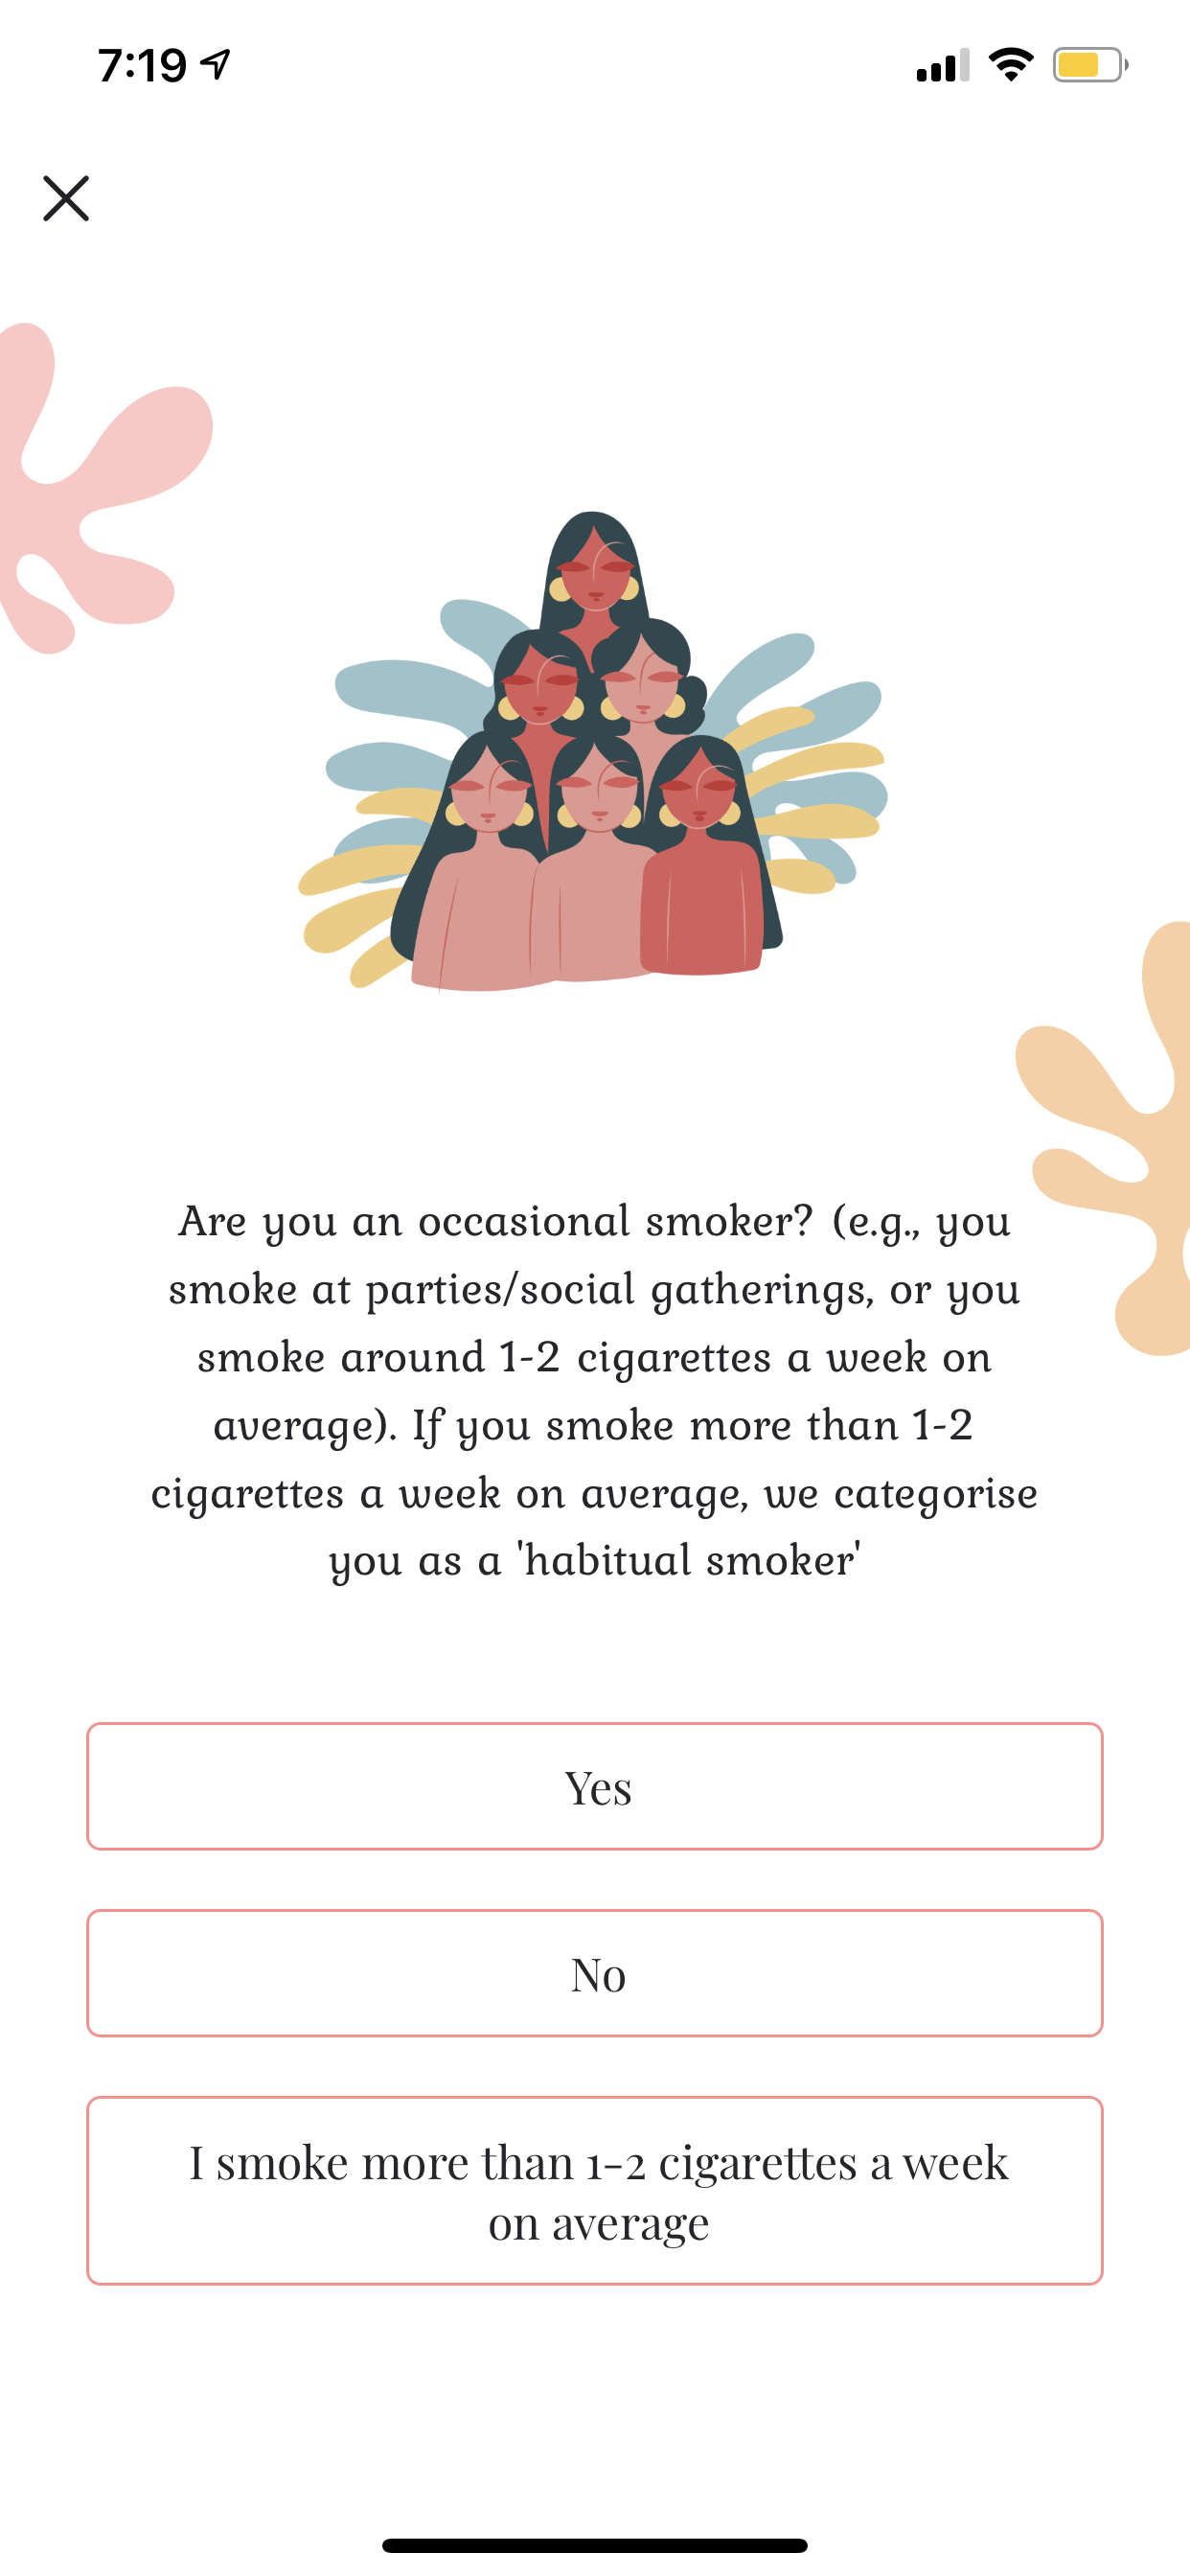 7:19
Are you an occasional smoker? (e.g., you
smoke at parties/social gatherings, or you
smoke around 1-2 cigarettes a week on
average). If you smoke more than 1-2
cigarettes a week on average, we categorise
you as a 'habitual smoker'
Yes
No
I smoke more than 1-2 cigarettes a week
on average